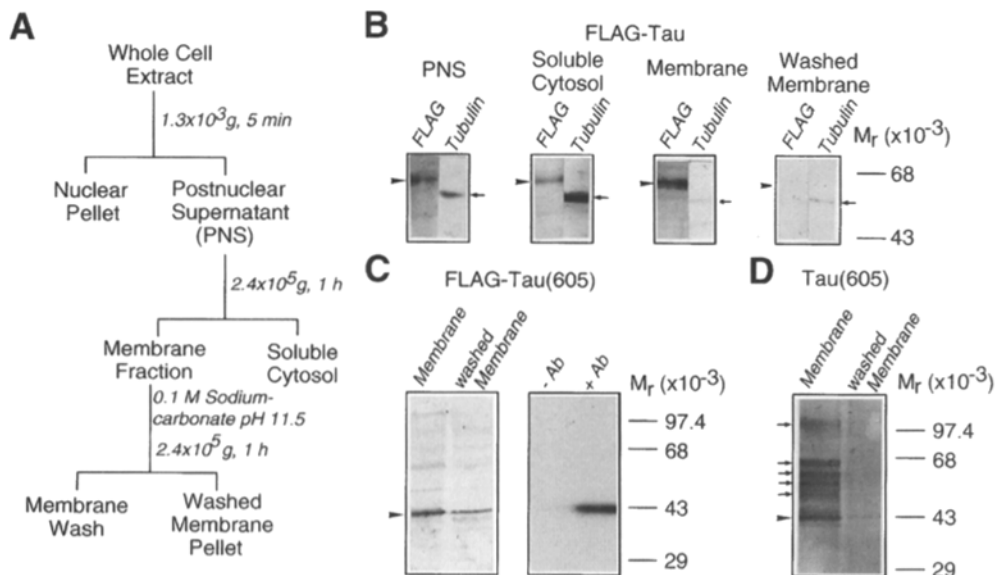 A
Whole Cell
Extract
1.3x10³g, 5 min
Nuclear
Pellet
Postnuclear
Supernatant
(PNS)
2.4x10⁵g, 1 h
Membrane
Fraction
Soluble
Cytosol
0.1 M Sodium-
carbonate pH 11.5
2.4x10⁵g, 1 h
Membrane
Wash
Washed
Membrane
Pellet
B
FLAG-Tau
PNS
Soluble
Cytosol
Membrane
Washed
Membrane
FLAG
Tubulin
FLAG
Tubulin
FLAG
Tubulin
FLAG
Tubulin
Mr (x10⁻³)
68
43
C
FLAG-Tau(605)
Membrane
washed
Membrane
- Ab
+ Ab
Mr (x10⁻³)
97.4
68
43
29
D
Tau(605)
Membrane
washed
Membrane
Mr (x10⁻³)
97.4
68
43
29